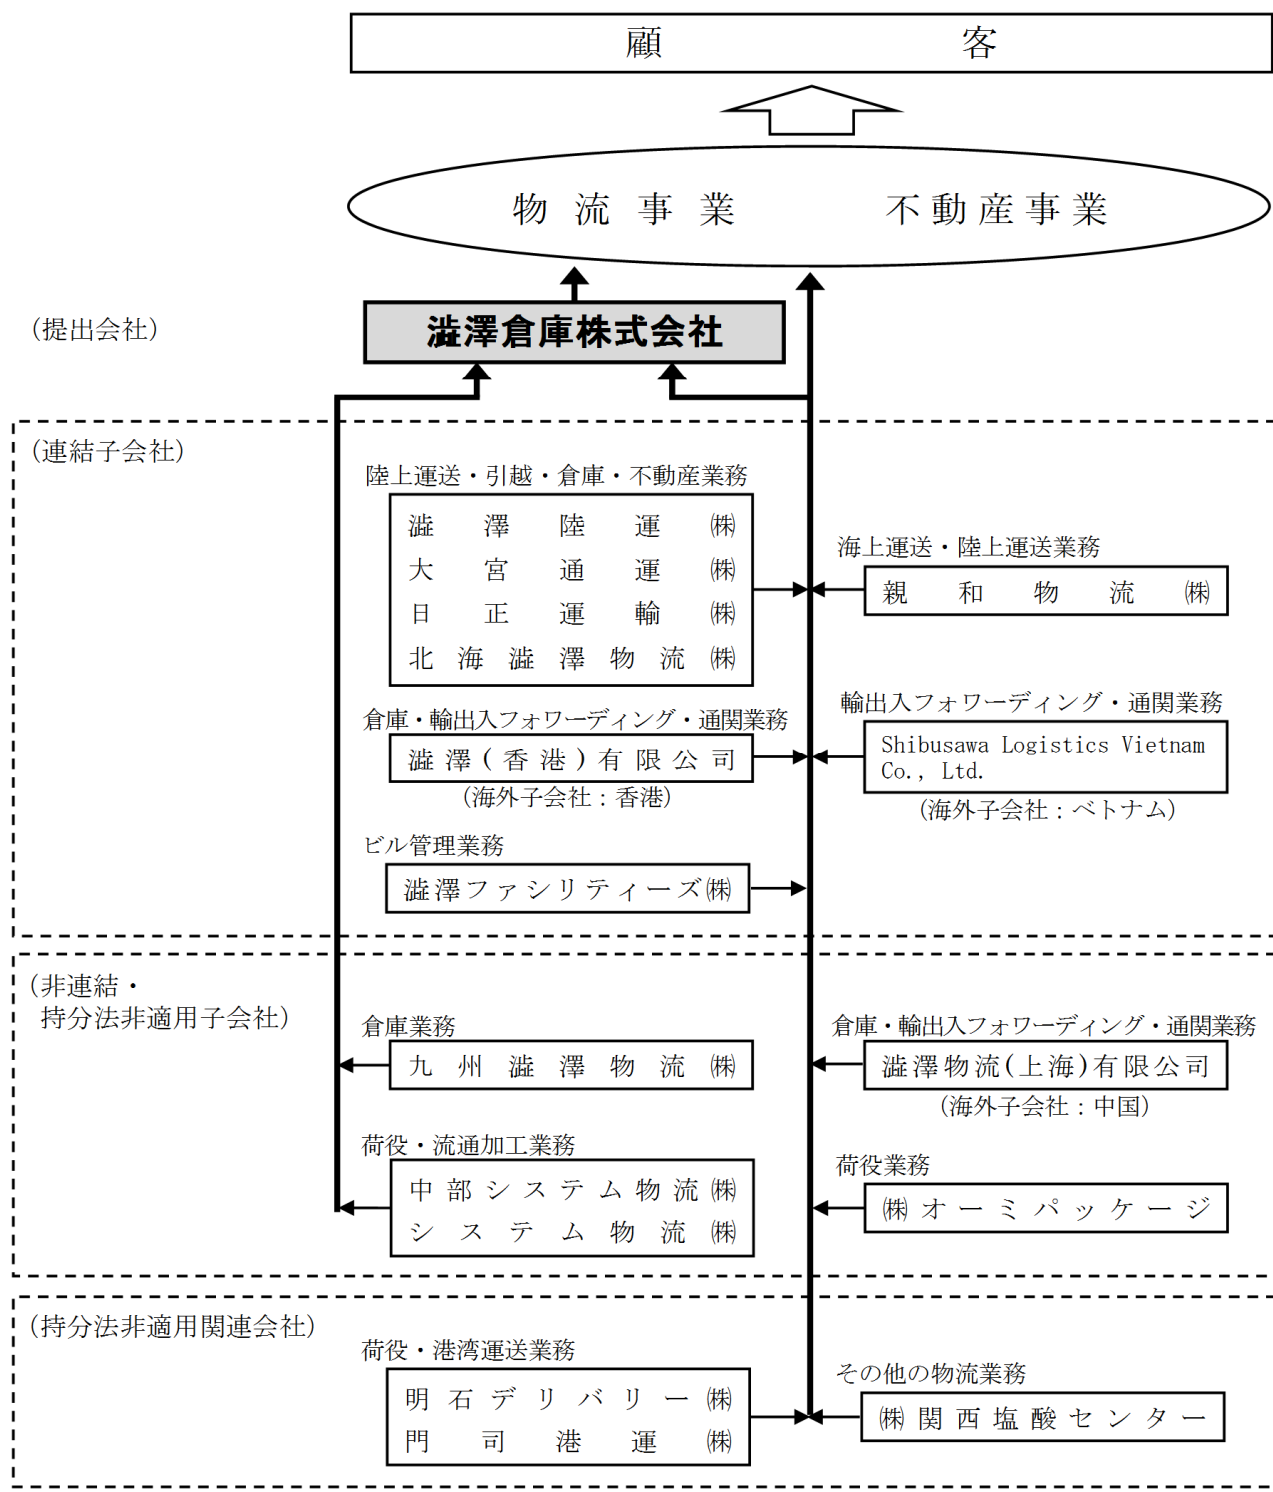 顧客
物流事業 不動産事業
（提出会社）
澁澤倉庫株式会社
（連結子会社）
陸上運送・引越・倉庫・不動産業務
澁澤陸運㈱
大宮通運㈱
日正運輸㈱
北海澁澤物流㈱
海上運送・陸上運送業務
親和物流㈱
倉庫・輸出入フォワーディング・通関業務
澁澤(香港)有限公司
（海外子会社：香港）
輸出入フォワーディング・通関業務
Shibusawa Logistics Vietnam
Co., Ltd.
（海外子会社：ベトナム）
ビル管理業務
澁澤ファシリティーズ㈱
（非連結・
持分法非適用子会社）
倉庫業務
九州澁澤物流㈱
倉庫・輸出入フォワーディング・通関業務
澁澤物流(上海)有限公司
（海外子会社：中国）
荷役・流通加工業務
中部システム物流㈱
システム物流㈱
荷役業務
㈱オーミパッケージ
（持分法非適用関連会社）
荷役・港湾運送業務
明石デリバリー㈱
門司港運㈱
その他の物流業務
㈱関西塩酸センター